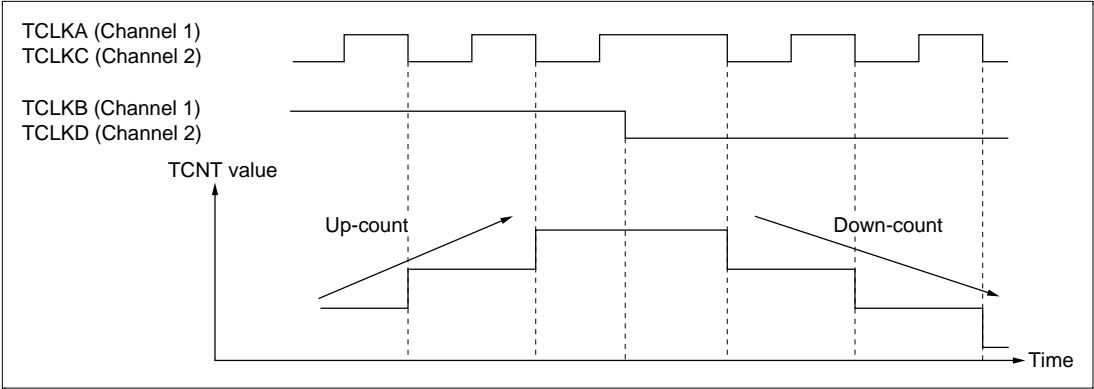 TCLKA (Channel 1)
TCLKC (Channel 2)
TCLKB (Channel 1)
TCLKD (Channel 2)
TCNT value
Up-count
Down-count
Time